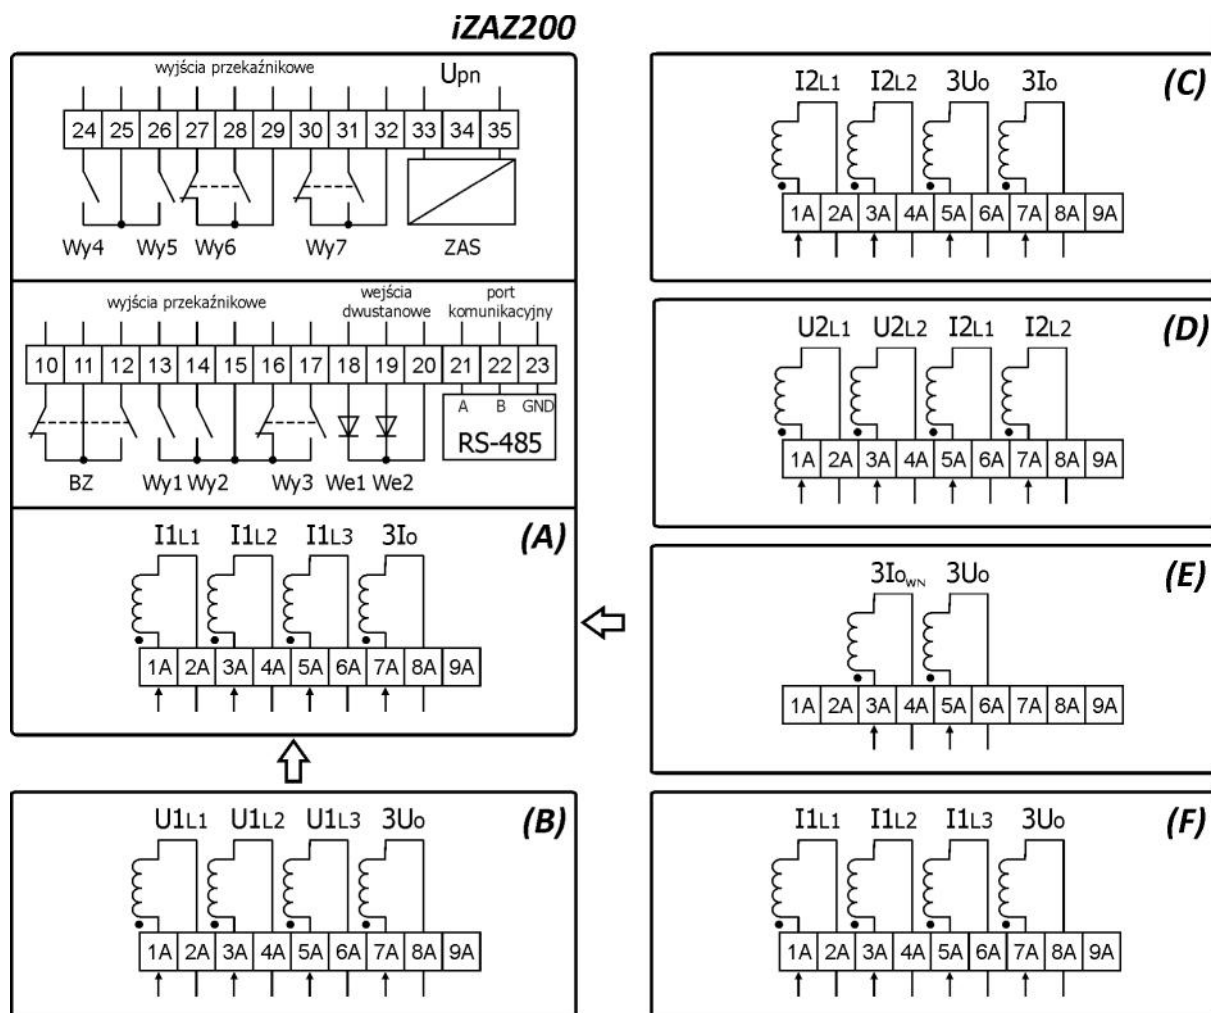 iZAZ200
wyjścia przekaźnikowe Upn
24 25 26 27 28 29 30 31 32 33 34 35
Wy4 Wy5 Wy6 Wy7 ZAS
wyjścia przekaźnikowe
wejścia dwustanowe
port komunikacyjny
10 11 12 13 14 15 16 17 18 19 20 21 22 23
A B GND
RS-485
BZ Wy1 Wy2 Wy3 We1 We2
I1L1 I1L2 I1L3 3Io (A)
1A 2A 3A 4A 5A 6A 7A 8A 9A
U1L1 U1L2 U1L3 3Uo (B)
1A 2A 3A 4A 5A 6A 7A 8A 9A
I2L1 I2L2 3Uo 3Io (C)
1A 2A 3A 4A 5A 6A 7A 8A 9A
U2L1 U2L2 I2L1 I2L2 (D)
1A 2A 3A 4A 5A 6A 7A 8A 9A
3IoWN 3Uo (E)
1A 2A 3A 4A 5A 6A 7A 8A 9A
I1L1 I1L2 I1L3 3Uo (F)
1A 2A 3A 4A 5A 6A 7A 8A 9A